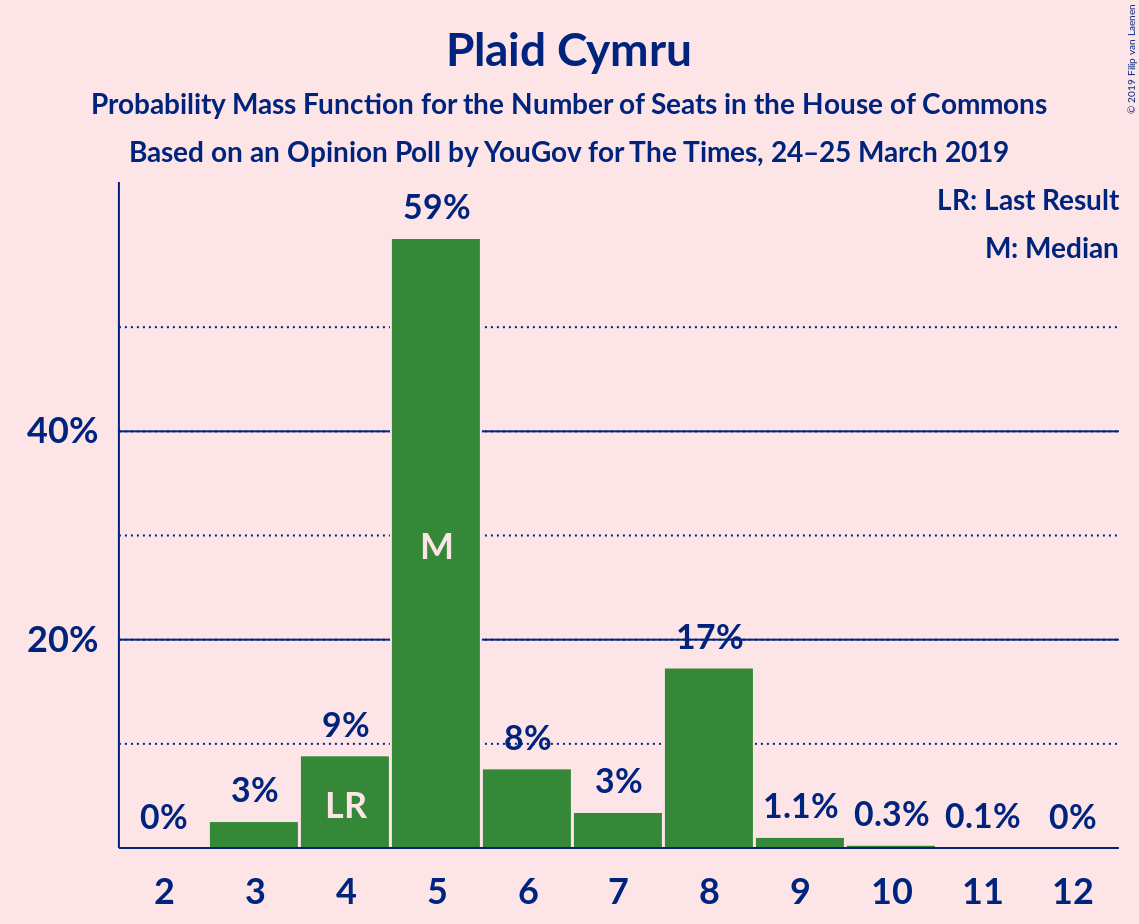 Plaid Cymru
Probability Mass Function for the Number of Seats in the House of Commons
Based on an Opinion Poll by YouGov for The Times, 24–25 March 2019
© 2019 Filip van Laenen
LR: Last Result
M: Median
40%
20%
0%
3%
9%
59%
8%
3%
17%
1.1%
0.3%
0.1%
0%
LR
M
2 3 4 5 6 7 8 9 10 11 12